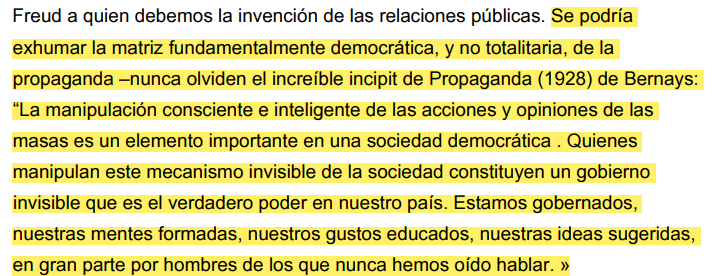 Freud a quien debemos la invención de las relaciones públicas. Se podría
exhumar la matriz fundamentalmente democrática, y no totalitaria, de la
propaganda –nunca olviden el increíble incipit de Propaganda (1928) de Bernays:
“La manipulación consciente e inteligente de las acciones y opiniones de las
masas es un elemento importante en una sociedad democrática . Quienes
manipulan este mecanismo invisible de la sociedad constituyen un gobierno
invisible que es el verdadero poder en nuestro país. Estamos gobernados,
nuestras mentes formadas, nuestros gustos educados, nuestras ideas sugeridas,
en gran parte por hombres de los que nunca hemos oído hablar. »